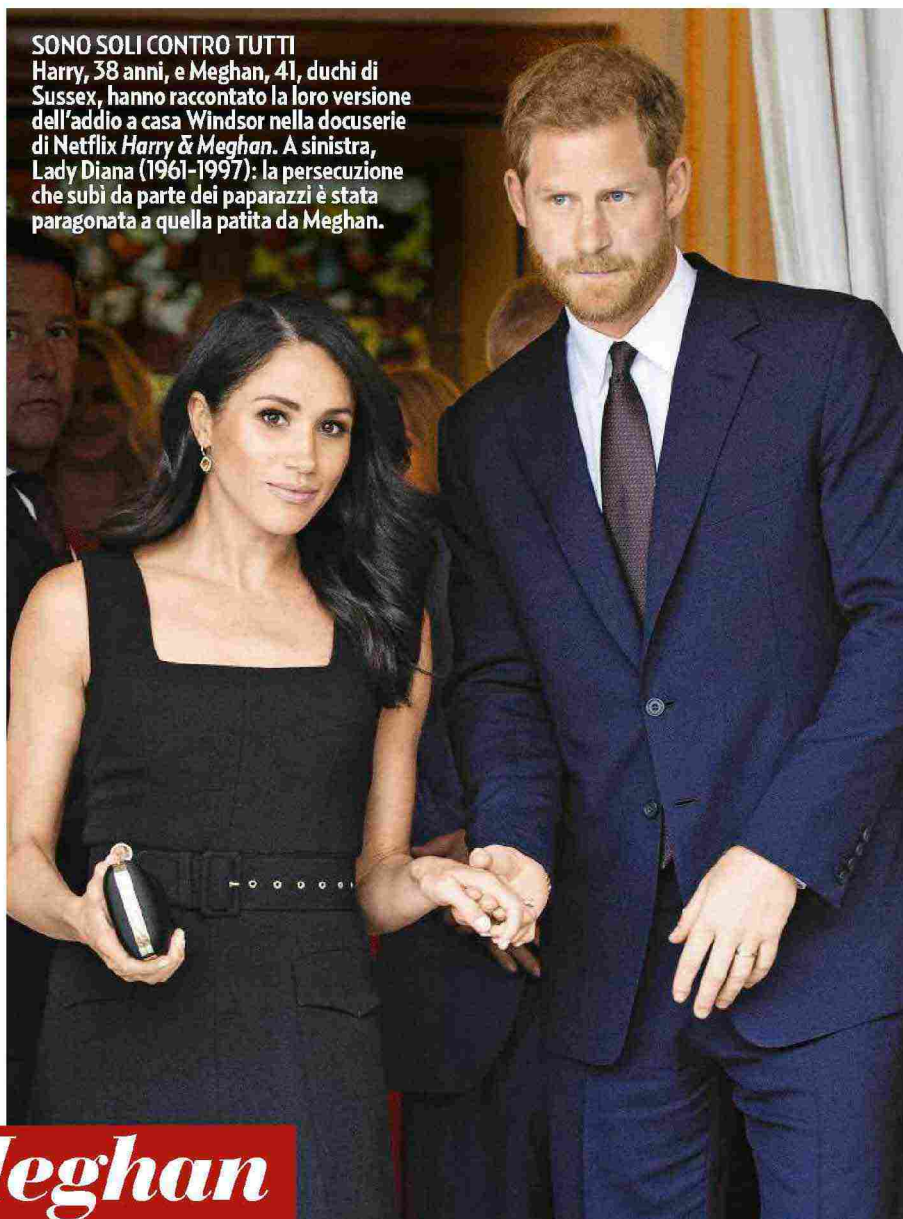 SONO SOLI CONTRO TUTTI
Harry, 38 anni, e Meghan, 41, duchi di
Sussex, hanno raccontato la loro versione
dell'addio a casa Windsor nella docuserie
di Netflix Harry & Meghan. A sinistra,
Lady Diana (1961-1997): la persecuzione
che subì da parte dei paparazzi è stata
paragonata a quella patita da Meghan.
eghan